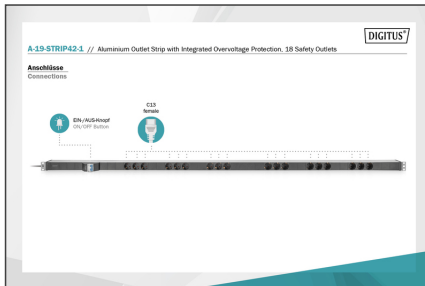 DIGITUS®
A-19-STRIP42-1 // Aluminium Outlet Strip with Integrated Overvoltage Protection, 18 Safety Outlets
Anschlüsse
Connections
C13
female
EIN-/AUS-Knopf
ON/OFF Button